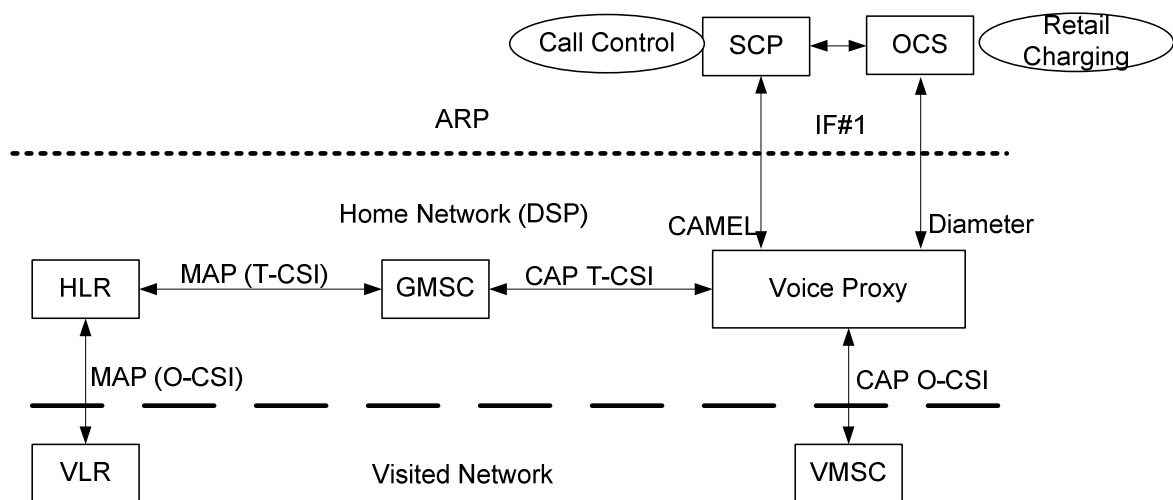 Call Control
SCP
OCS
Retail
Charging
ARP
IF#1
Home Network (DSP)
CAMEL
Diameter
HLR
MAP (T-CSI)
GMSC
CAP T-CSI
Voice Proxy
MAP (O-CSI)
CAP O-CSI
VLR
Visited Network
VMSC